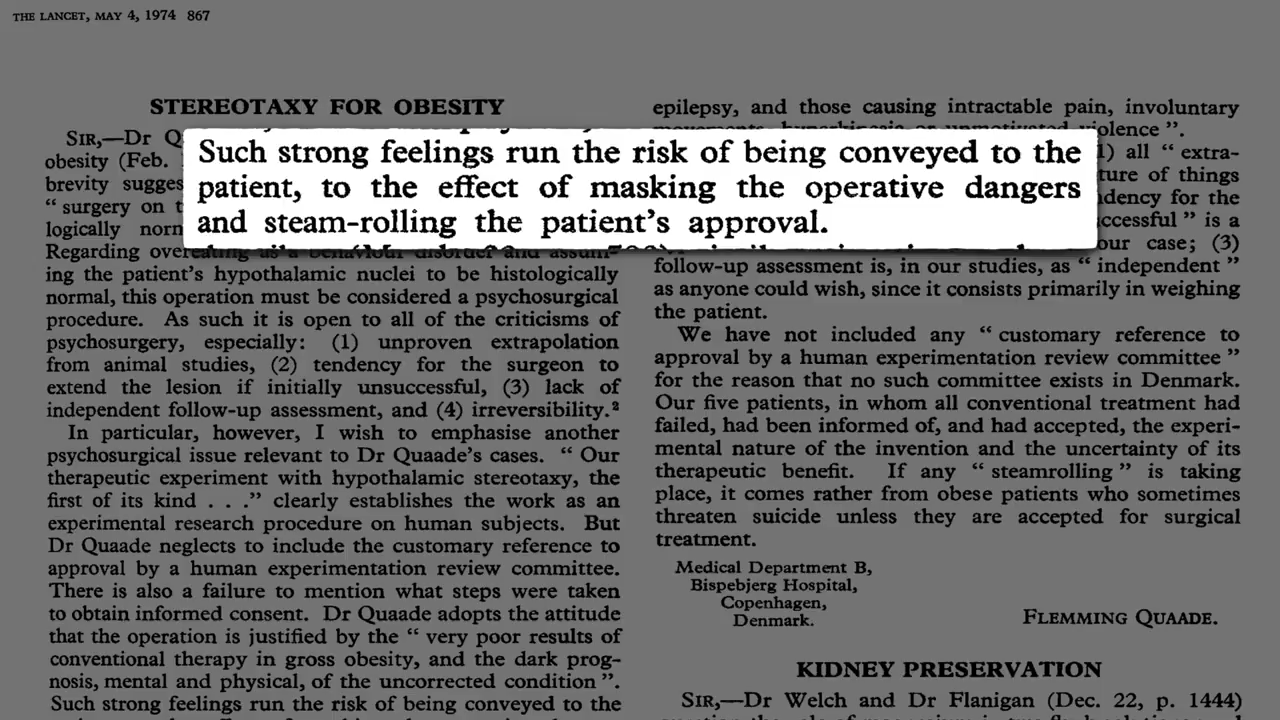 THE LANCET, MAY 4, 1974 867
STEREOTAXY FOR OBESITY
SIR,—Dr Q
obesity (Feb.
brevity sugges
“ surgery on t
logically norn
Regarding overeating as a behaviour disorder and assum-
ing the patient’s hypothalamic nuclei to be histologically
normal, this operation must be considered a psychosurgical
procedure. As such it is open to all of the criticisms of
psychosurgery, especially: (1) unproven extrapolation
from animal studies, (2) tendency for the surgeon to
extend the lesion if initially unsuccessful, (3) lack of
independent follow-up assessment, and (4) irreversibility.²
In particular, however, I wish to emphasise another
psychosurgical issue relevant to Dr Quaade’s cases. “ Our
therapeutic experiment with hypothalamic stereotaxy, the
first of its kind . . .” clearly establishes the work as an
experimental research procedure on human subjects. But
Dr Quaade neglects to include the customary reference to
approval by a human experimentation review committee.
There is also a failure to mention what steps were taken
to obtain informed consent. Dr Quaade adopts the attitude
that the operation is justified by the “ very poor results of
conventional therapy in gross obesity, and the dark prog-
nosis, mental and physical, of the uncorrected condition ”.
Such strong feelings run the risk of being conveyed to the
Such strong feelings run the risk of being conveyed to the
patient, to the effect of masking the operative dangers
and steam-rolling the patient’s approval.
epilepsy, and those causing intractable pain, involuntary
movements, hyperkinesis or unmotivated violence ”.
1) all “ extra-
ture of things
dency for the
ccessful ” is a
our case; (3)
follow-up assessment is, in our studies, as “ independent ”
as anyone could wish, since it consists primarily in weighing
the patient.
We have not included any “ customary reference to
approval by a human experimentation review committee ”
for the reason that no such committee exists in Denmark.
Our five patients, in whom all conventional treatment had
failed, had been informed of, and had accepted, the experi-
mental nature of the invention and the uncertainty of its
therapeutic benefit. If any “ steamrolling ” is taking
place, it comes rather from obese patients who sometimes
threaten suicide unless they are accepted for surgical
treatment.
Medical Department B,
Bispebjerg Hospital,
Copenhagen,
Denmark.
FLEMMING QUAADE.
KIDNEY PRESERVATION
SIR,—Dr Welch and Dr Flanigan (Dec. 22, p. 1444)